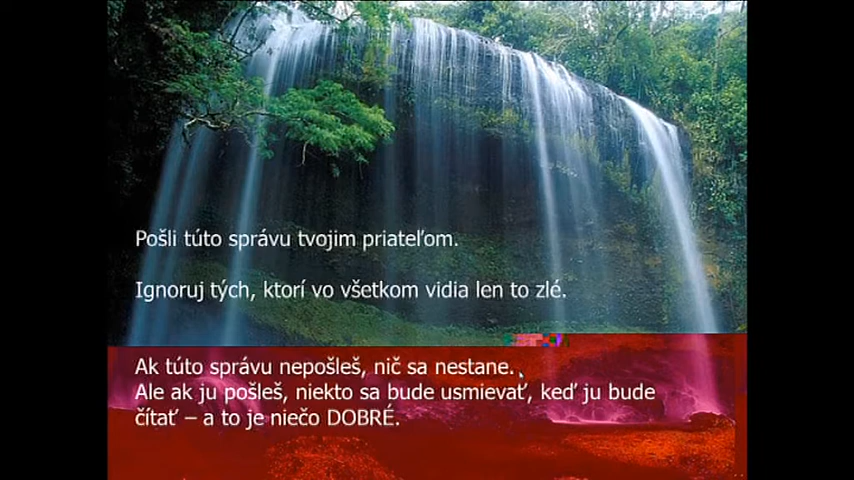 Pošli túto správu tvojim priateľom.
Ignoruj tých, ktorí vo všetkom vidia len to zlé.
Ak túto správu nepošleš, nič sa nestane.
Ale ak ju pošleš, niekto sa bude usmievať, keď ju bude
čítať – a to je niečo DOBRÉ.